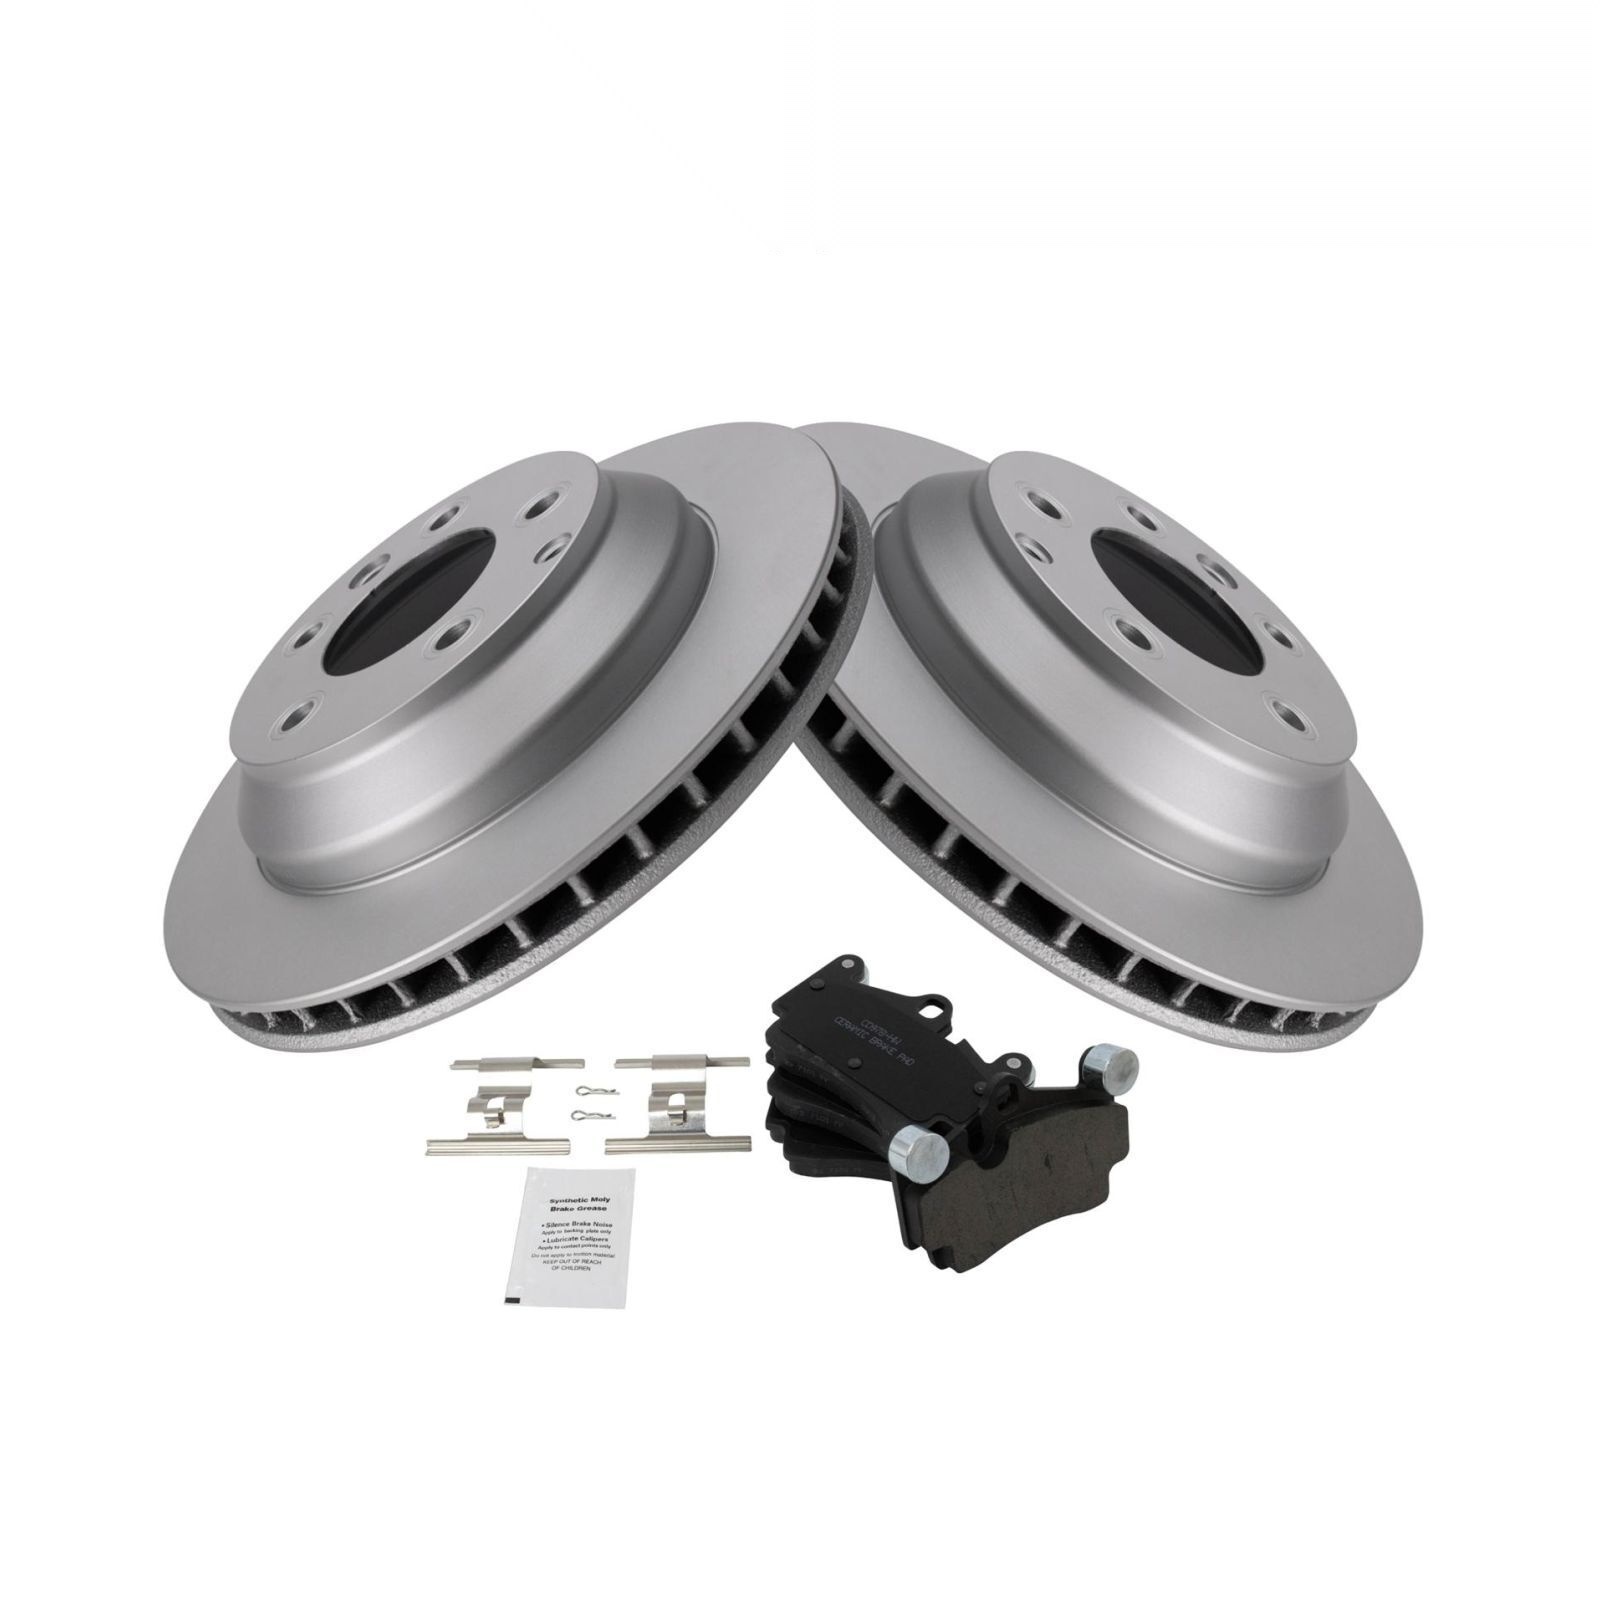 CD978-HW
CERAMIC BRAKE PAD
Synthetic Moly
Brake Grease
• Silence Brake Noise
Apply to backing plate only
• Lubricate Calipers
Apply to contact points only
Do not apply to friction material
KEEP OUT OF REACH
OF CHILDREN